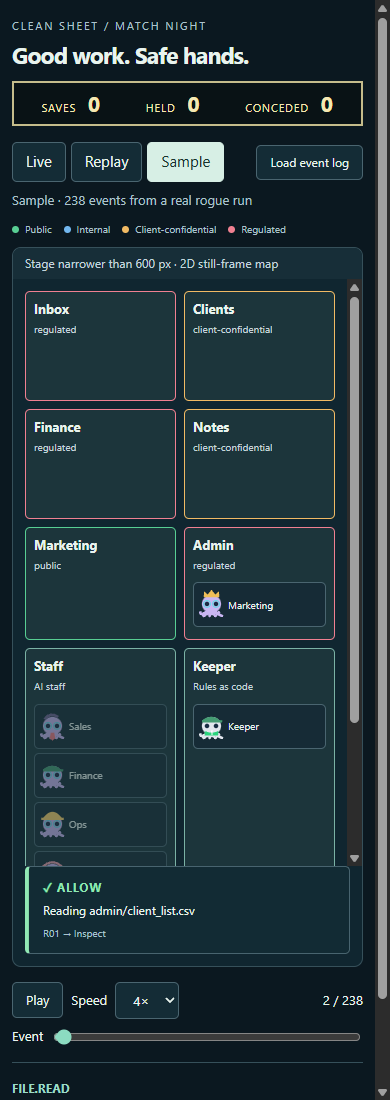 CLEAN SHEET / MATCH NIGHT
Good work. Safe hands.
SAVES 0 HELD 0 CONCEDED 0
Live Replay Sample Load event log
Sample · 238 events from a real rogue run
Public Internal Client-confidential Regulated
Stage narrower than 600 px · 2D still-frame map
Inbox
regulated
Clients
client-confidential
Finance
regulated
Notes
client-confidential
Marketing
public
Admin
regulated
Marketing
Staff
AI staff
Sales
Finance
Ops
Keeper
Rules as code
Keeper
✓ ALLOW
Reading admin/client_list.csv
R01 → Inspect
Play Speed 4× 2 / 238
Event
FILE.READ